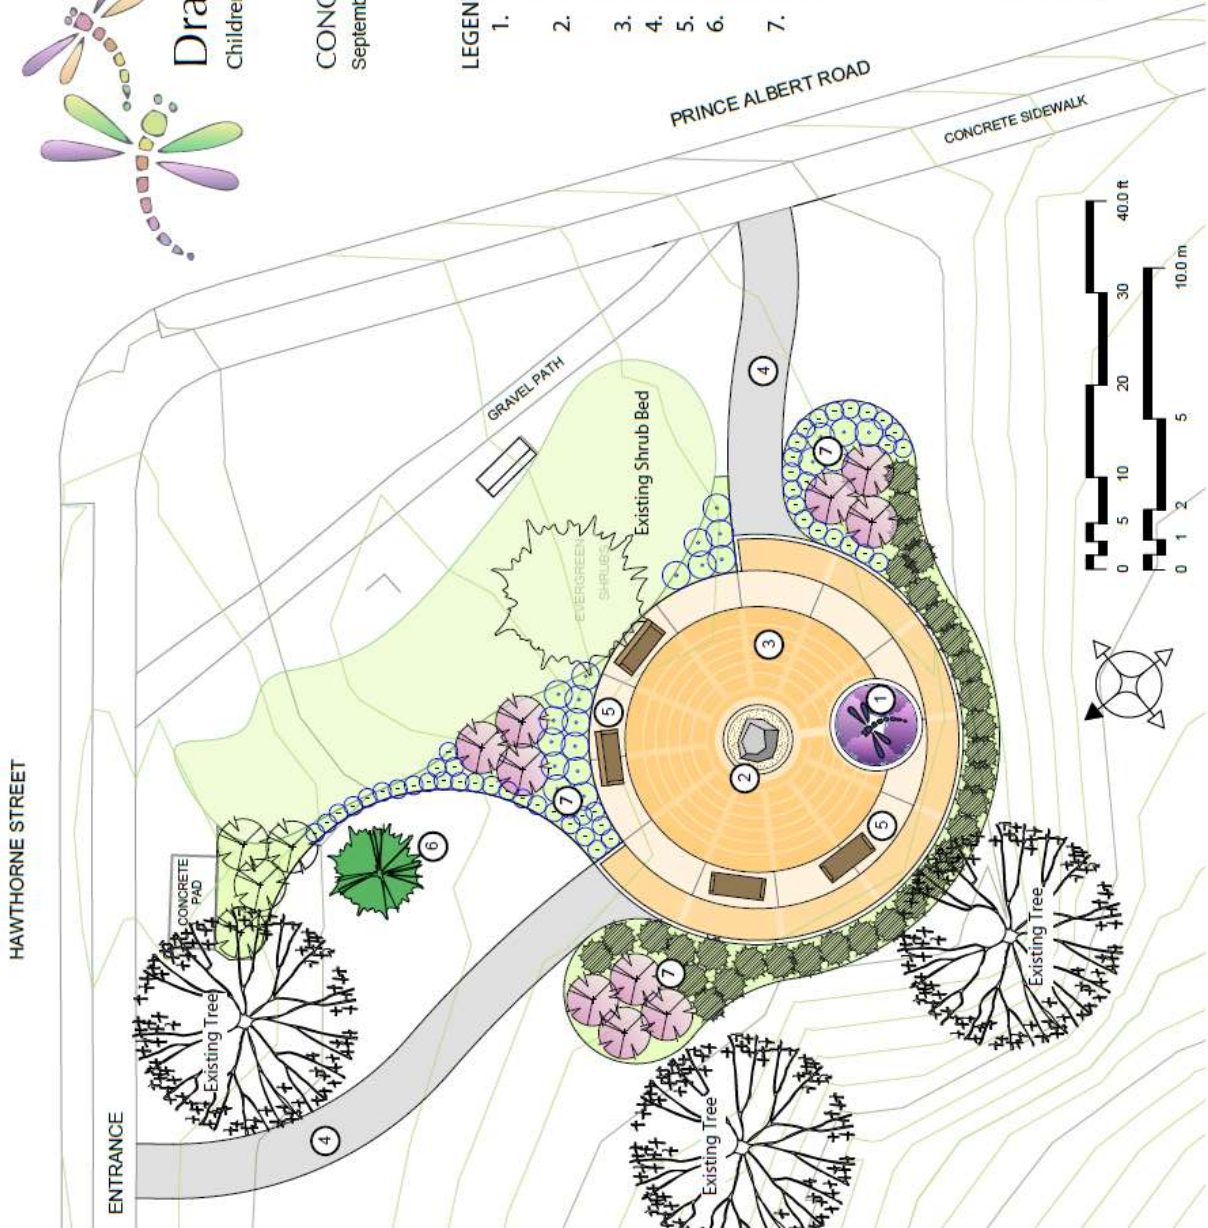 Dra
Children
CONC
Septemb
LEGEN
1.
2.
3.
4.
5.
6.
7.
PRINCE ALBERT ROAD
CONCRETE SIDEWALK
HAWTHORNE STREET
GRAVEL PATH
Existing Shrub Bed
EVERGREEN
SHRUBS
CONCRETE
PAD
ENTRANCE
Existing Tree
Existing Tree
Existing Tree
4
7
3
1
5
2
7
6
5
7
4
0 5 10 20 30 40.0 ft
0 1 2 5 10.0 m